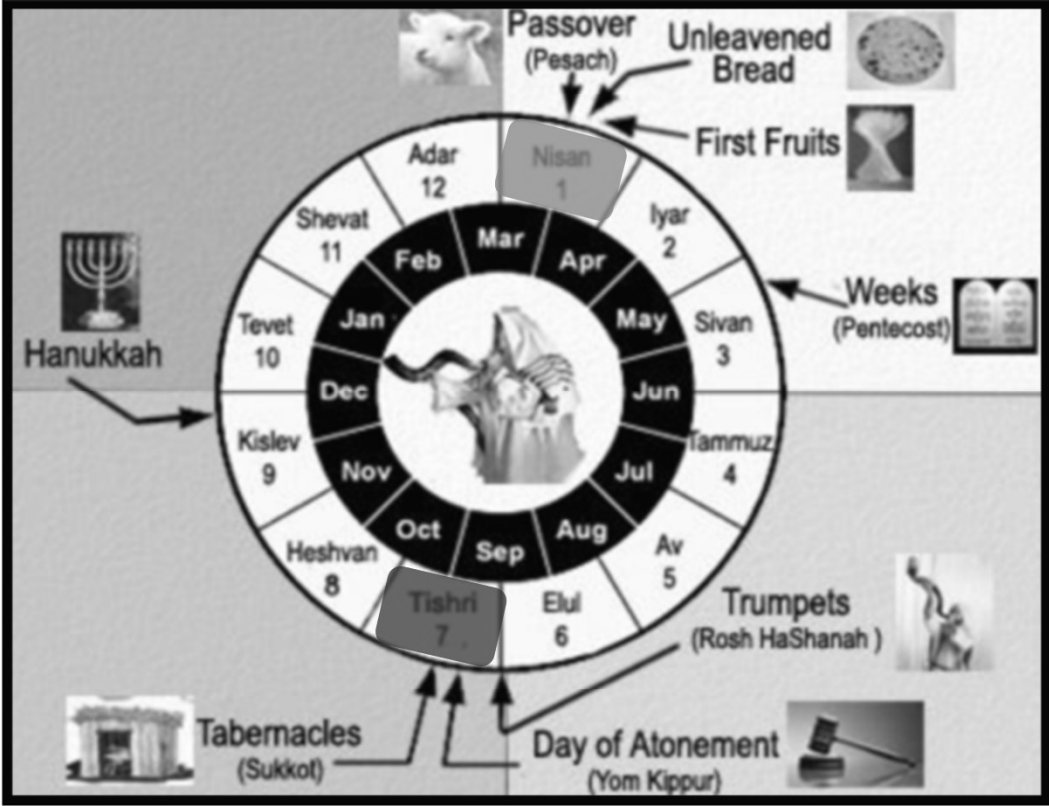 Passover
(Pesach)
Unleavened
Bread
First Fruits
Weeks
(Pentecost)
Trumpets
(Rosh HaShanah )
Day of Atonement
(Yom Kippur)
Tabernacles
(Sukkot)
Hanukkah
Nisan
1
Iyar
2
Sivan
3
Tammuz
4
Av
5
Elul
6
Tishri
7
Heshvan
8
Kislev
9
Tevet
10
Shevat
11
Adar
12
Mar
Apr
May
Jun
Jul
Aug
Sep
Oct
Nov
Dec
Jan
Feb